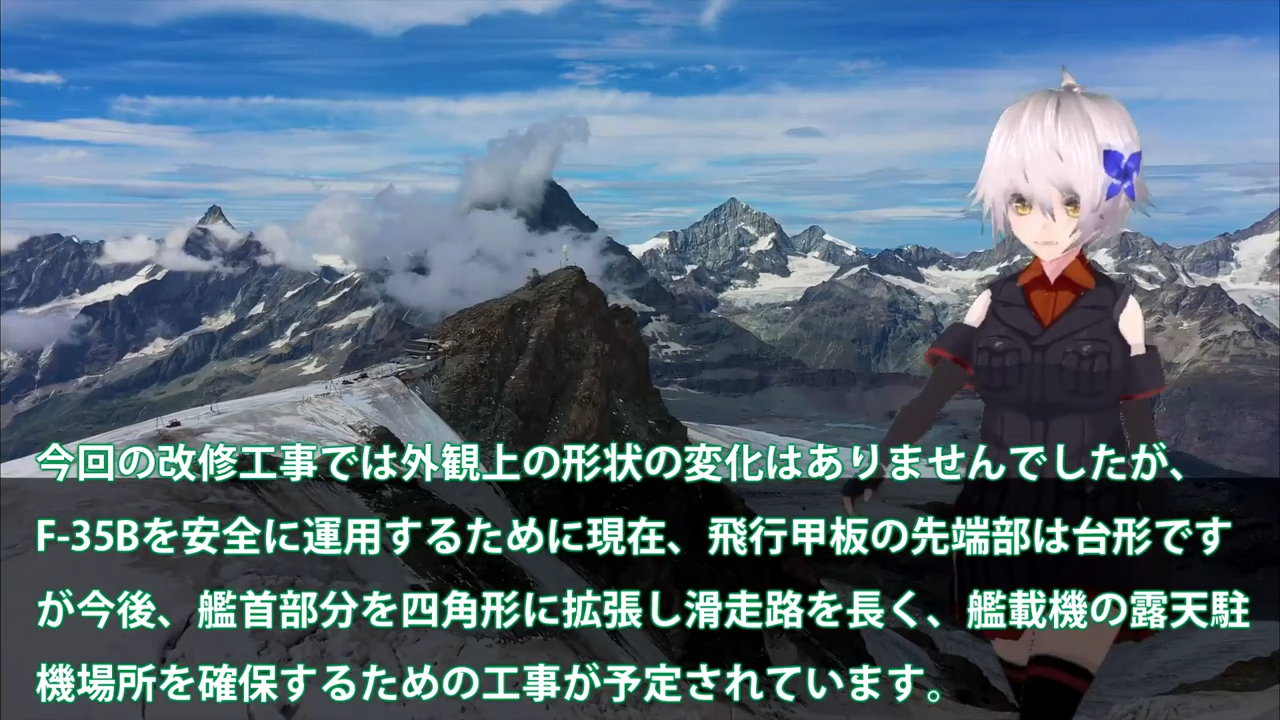 今回の改修工事では外観上の形状の変化はありませんでしたが、
F-35Bを安全に運用するために現在、飛行甲板の先端部は台形です
が今後、艦首部分を四角形に拡張し滑走路を長く、艦載機の露天駐
機場所を確保するための工事が予定されています。